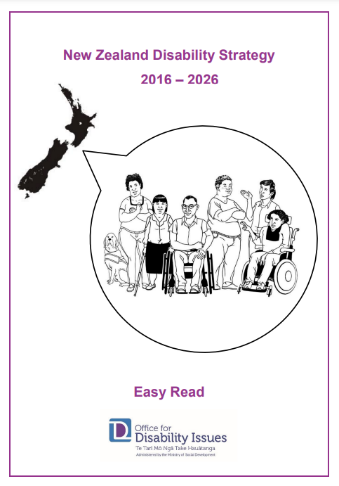 New Zealand Disability Strategy
2016 – 2026
Easy Read
Office for
Disability Issues
Te Tari Mō Ngā Take Hauātanga